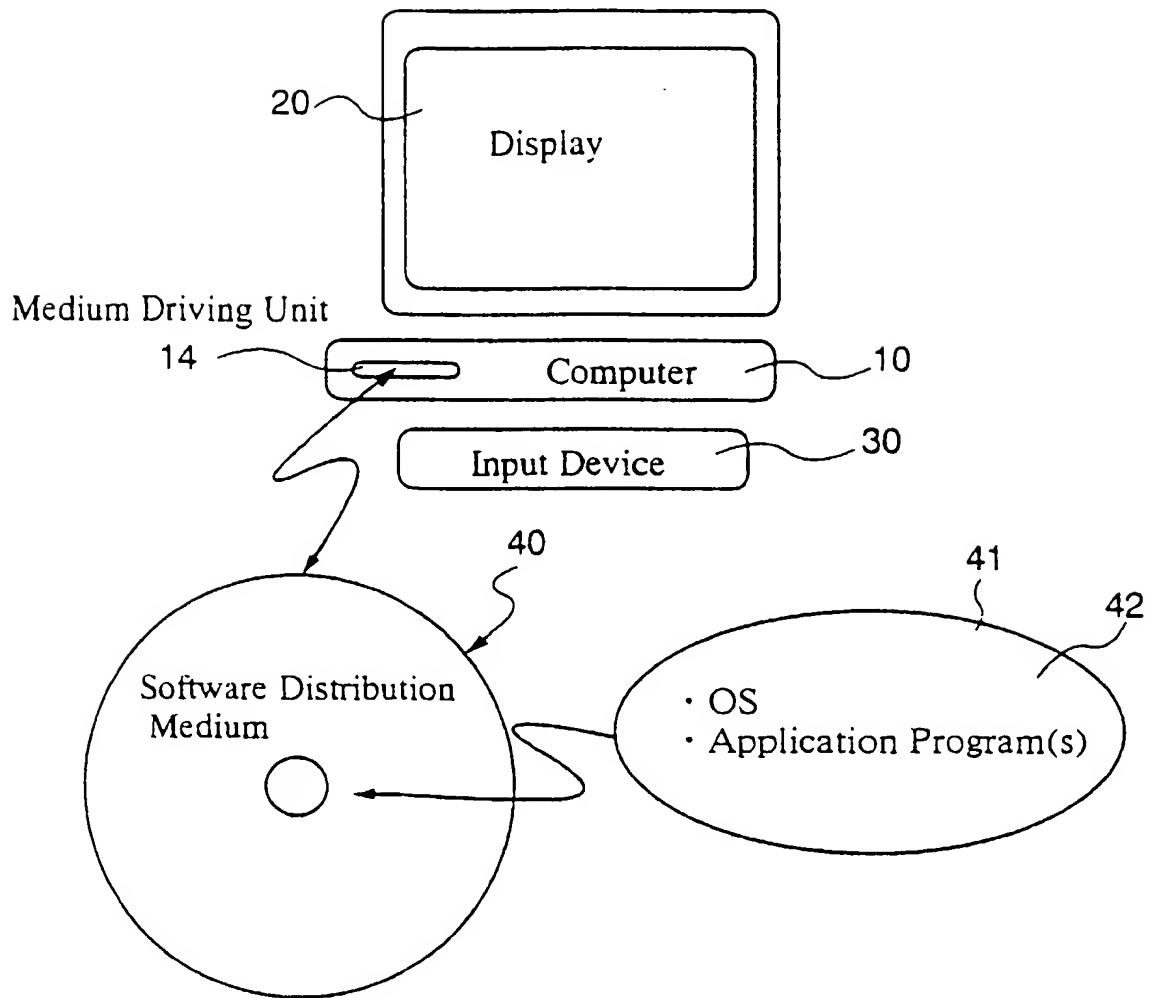 20
Display
Medium Driving Unit
14
Computer
10
Input Device
30
40
41
42
Software Distribution
Medium
· OS
· Application Program(s)